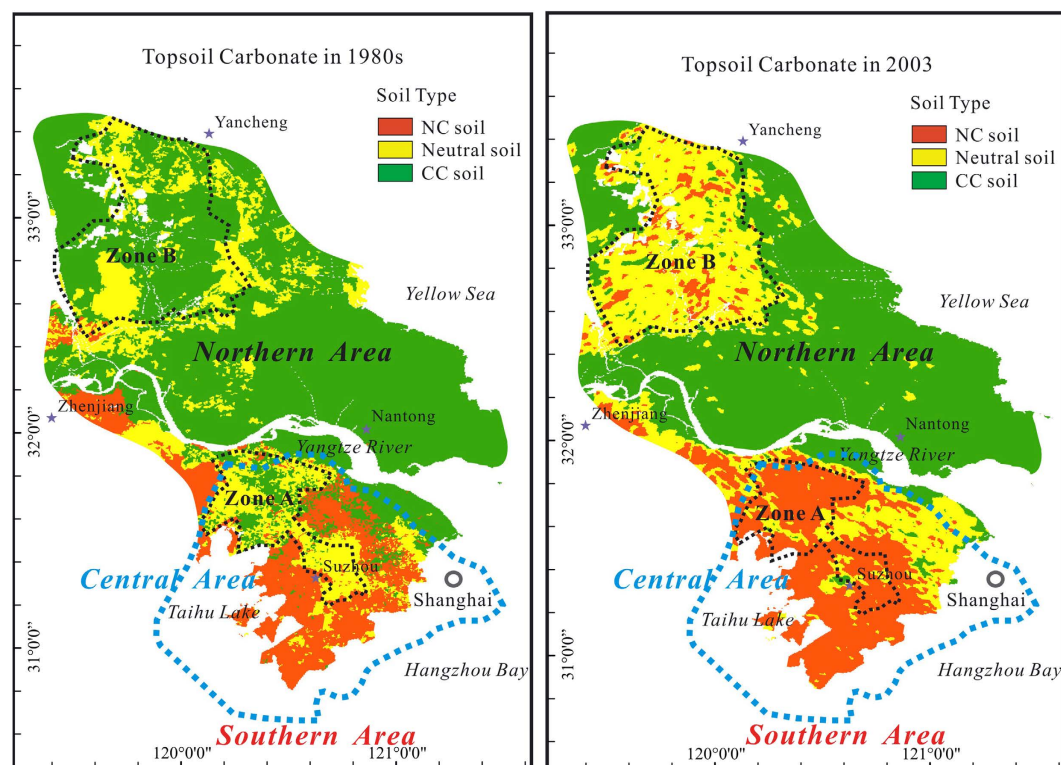 Topsoil Carbonate in 1980s
Soil Type
NC soil
Neutral soil
CC soil
Yancheng
33°0'0"
Zone B
Yellow Sea
Northern Area
Zhenjiang
Nantong
32°0'0"
Yangtze River
Zone A
Suzhou
Central Area
Shanghai
Taihu Lake
31°0'0"
Hangzhou Bay
Southern Area
120°0'0"
121°0'0"
Topsoil Carbonate in 2003
Soil Type
NC soil
Neutral soil
CC soil
Yancheng
33°0'0"
Zone B
Yellow Sea
Northern Area
Zhenjiang
Nantong
32°0'0"
Yangtze River
Zone A
Suzhou
Central Area
Shanghai
Taihu Lake
31°0'0"
Hangzhou Bay
Southern Area
120°0'0"
121°0'0"